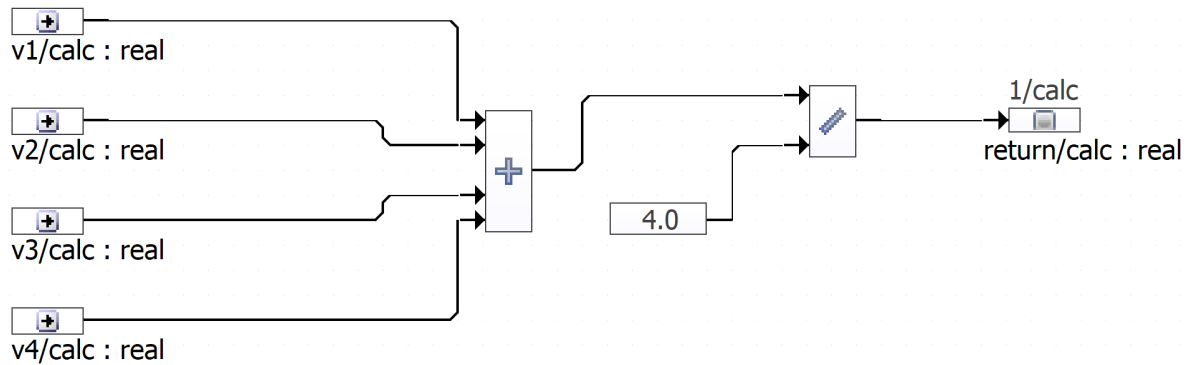 v1/calc : real
v2/calc : real
v3/calc : real
v4/calc : real
4.0
1/calc
return/calc : real